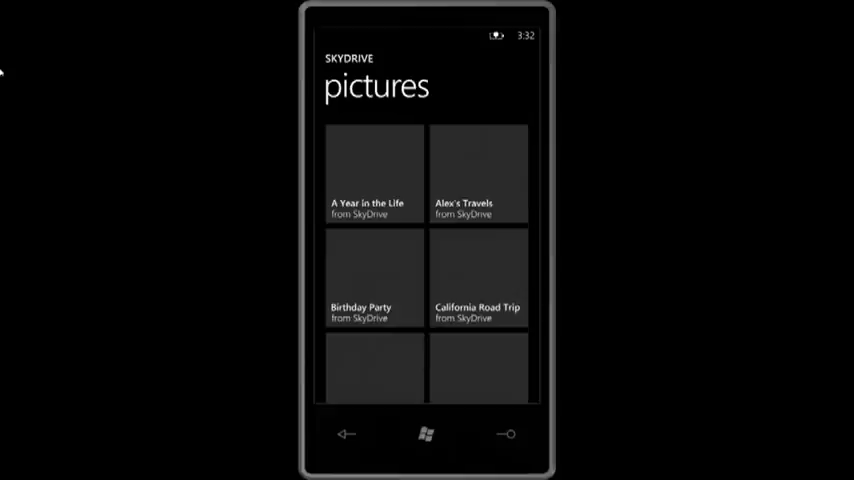 3:32
SKYDRIVE
pictures
A Year in the Life
from SkyDrive
Alex's Travels
from SkyDrive
Birthday Party
from SkyDrive
California Road Trip
from SkyDrive